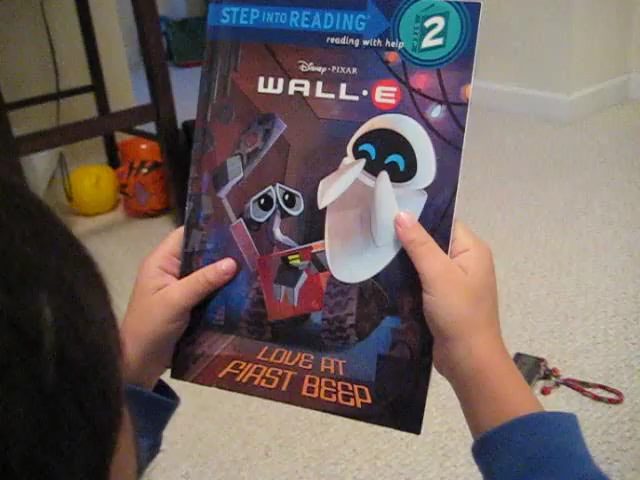 STEP INTO READING
reading with help
2
Disney · PIXAR
WALL·E
LOVE AT
FIRST BEEP